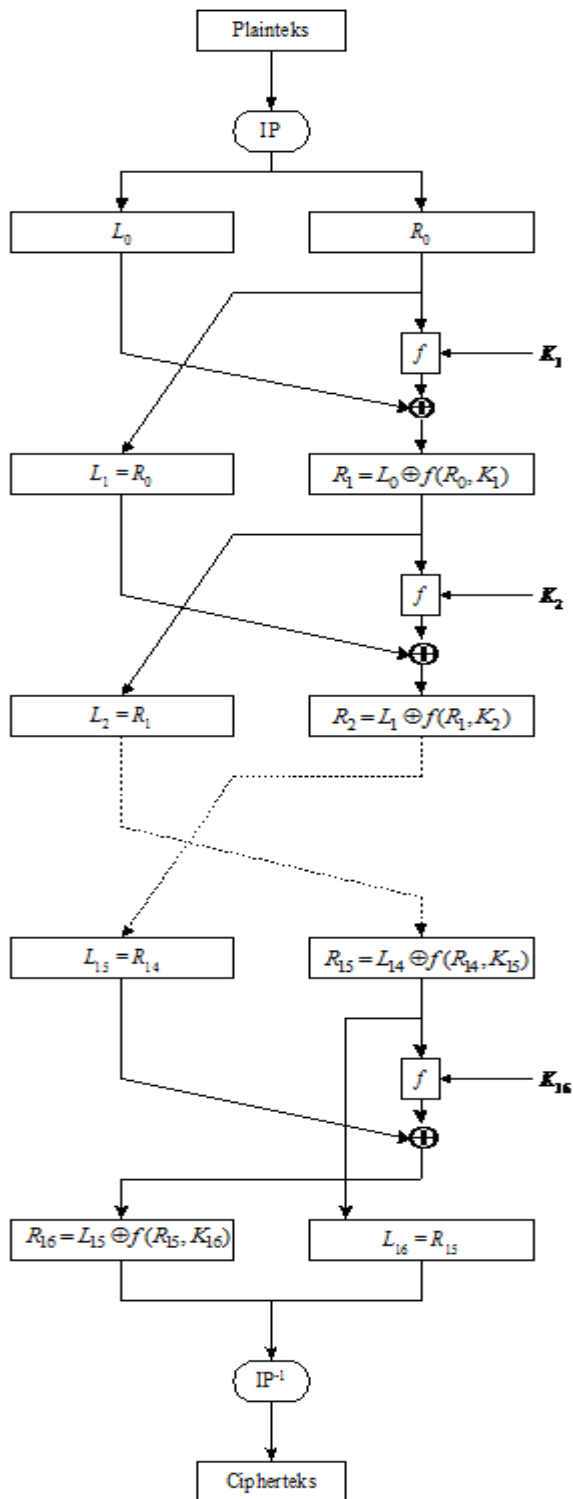 Plainteks
IP
L₀
R₀
f
K₁
⊕
L₁ = R₀
R₁ = L₀ ⊕ f(R₀, K₁)
f
K₂
⊕
L₂ = R₁
R₂ = L₁ ⊕ f(R₁, K₂)
L₁₅ = R₁₄
R₁₅ = L₁₄ ⊕ f(R₁₄, K₁₅)
f
K₁₆
⊕
R₁₆ = L₁₅ ⊕ f(R₁₅, K₁₆)
L₁₆ = R₁₅
IP⁻¹
Cipherteks